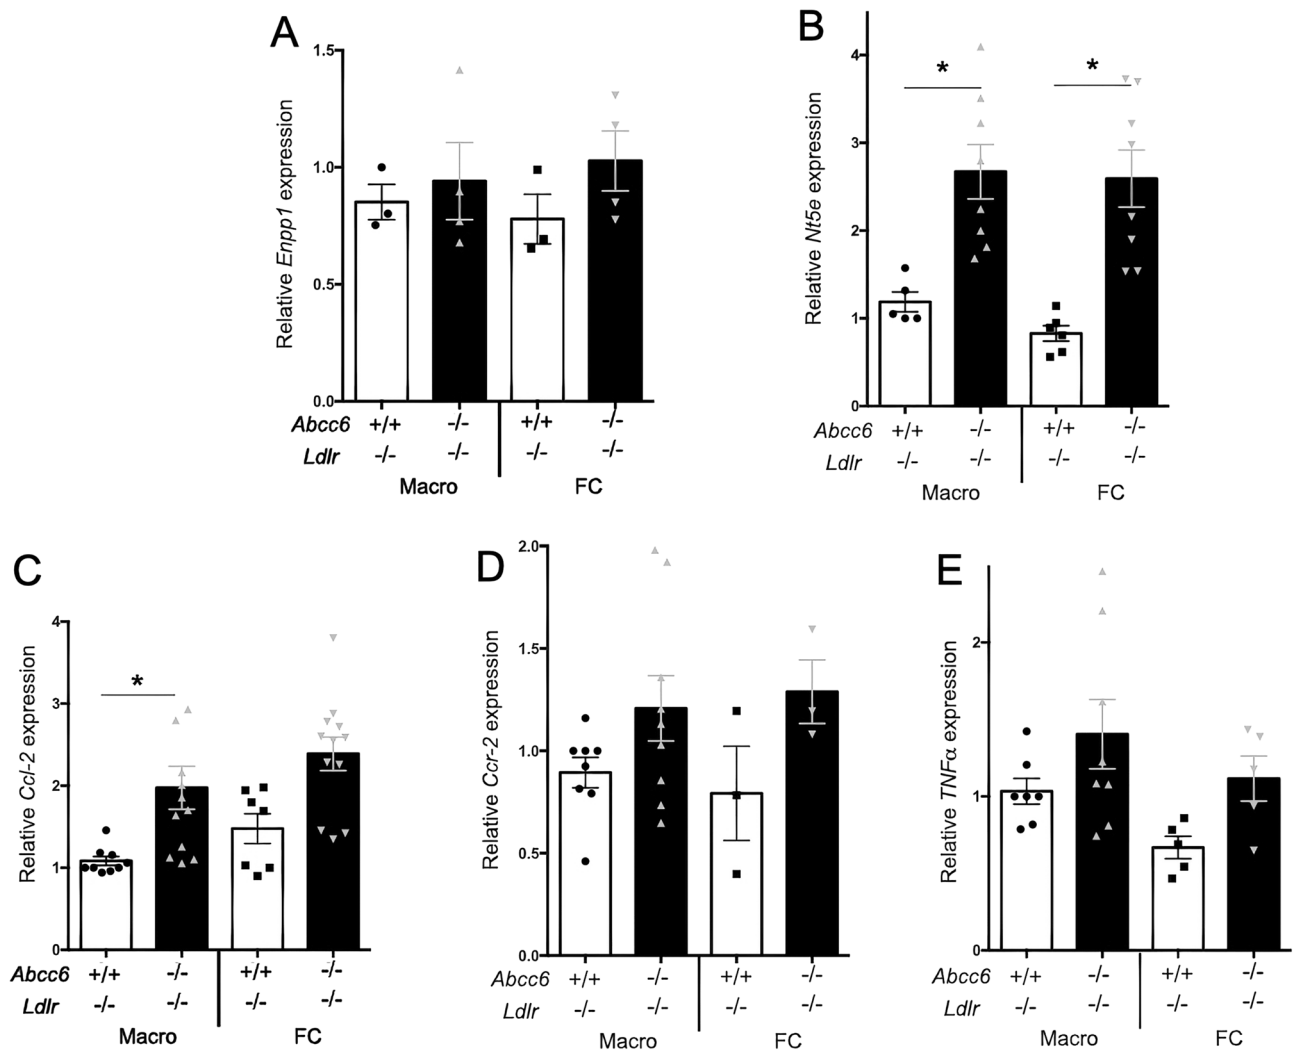 A
Relative Enpp1 expression
1.5
1.0
0.5
0.0
Abcc6 +/+ -/- +/+ -/-
Ldlr -/- -/- -/- -/-
Macro FC
B
Relative Nt5e expression
4
3
2
1
0
* *
Abcc6 +/+ -/- +/+ -/-
Ldlr -/- -/- -/- -/-
Macro FC
C
Relative Ccl-2 expression
4
3
2
1
0
*
Abcc6 +/+ -/- +/+ -/-
Ldlr -/- -/- -/- -/-
Macro FC
D
Relative Ccr-2 expression
2.0
1.5
1.0
0.5
0.0
Abcc6 +/+ -/- +/+ -/-
Ldlr -/- -/- -/- -/-
Macro FC
E
Relative TNFα expression
2
1
0
Abcc6 +/+ -/- +/+ -/-
Ldlr -/- -/- -/- -/-
Macro FC